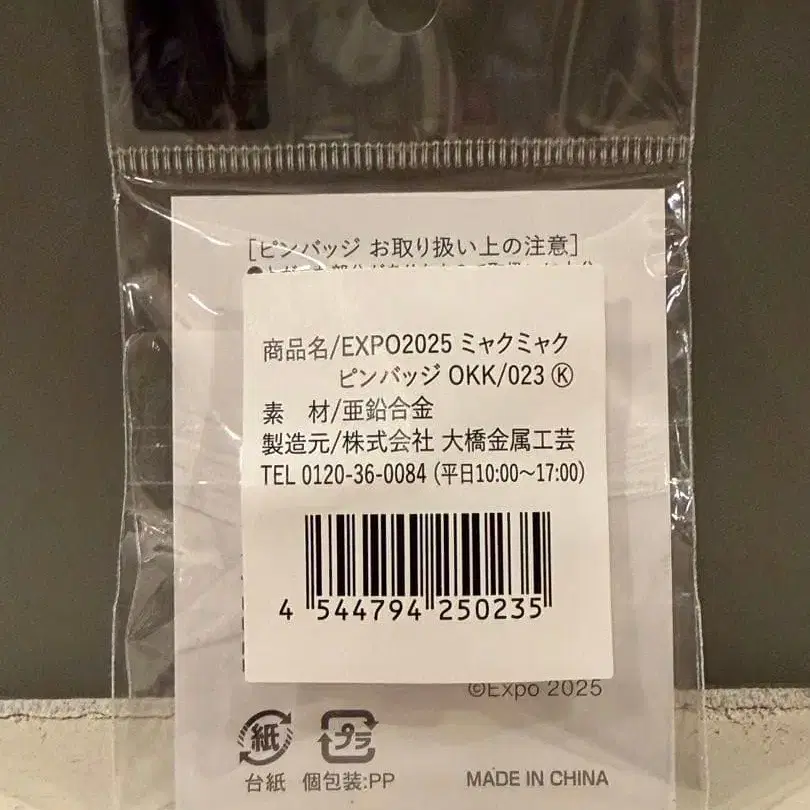 [ピンバッジ お取り扱い上の注意]
商品名/EXPO2025 ミャクミャク
ピンバッジ OKK/023 Ⓚ
素 材/亜鉛合金
製造元/株式会社 大橋金属工芸
TEL 0120-36-0084 (平日10:00～17:00)
4 544794 250235
©Expo 2025
紙 プラ
台紙 個包装:PP MADE IN CHINA